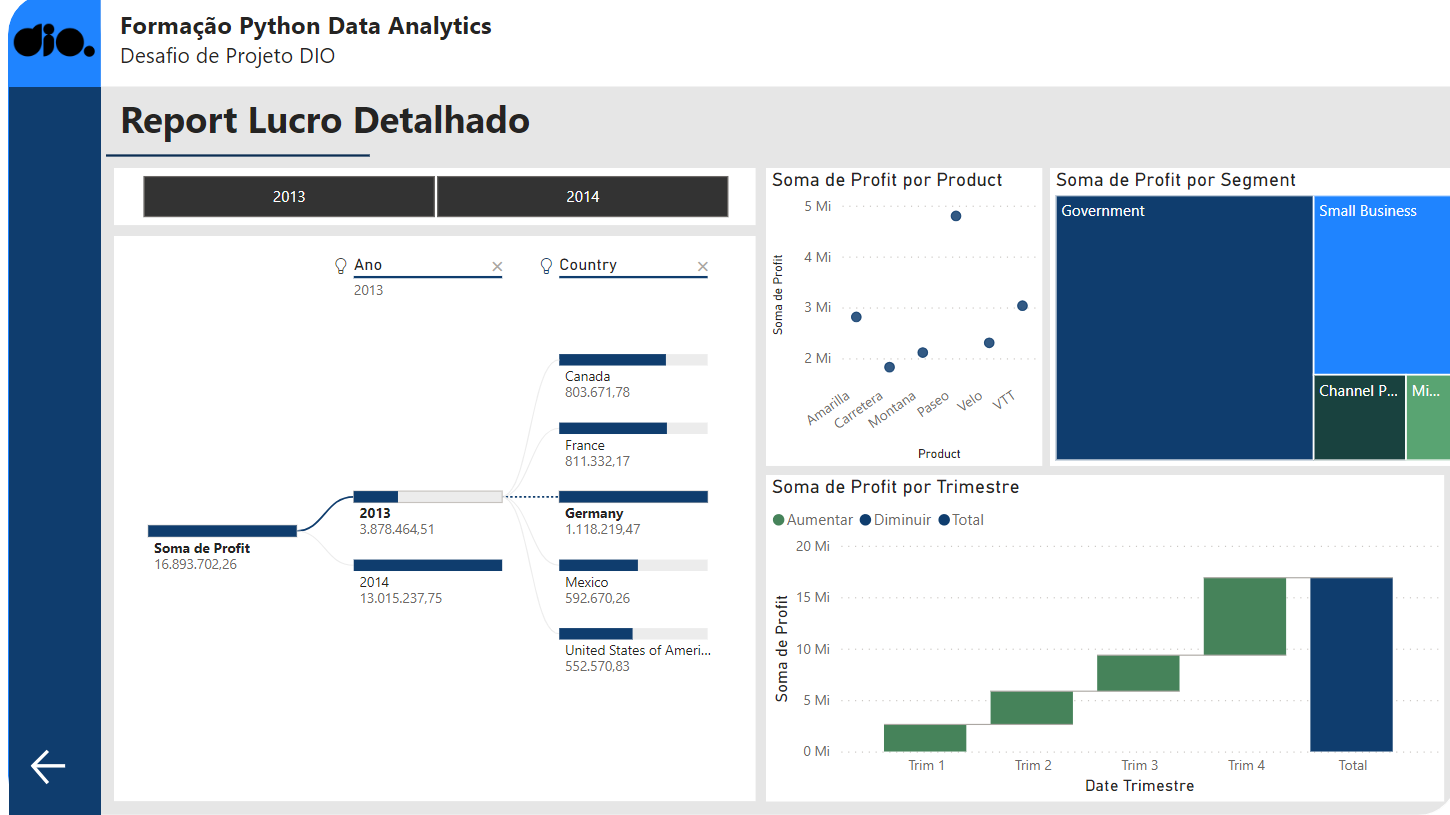 dio.
Formação Python Data Analytics
Desafio de Projeto DIO
Report Lucro Detalhado
2013
2014
Ano
2013
Country
Soma de Profit
16.893.702,26
2013
3.878.464,51
2014
13.015.237,75
Canada
803.671,78
France
811.332,17
Germany
1.118.219,47
Mexico
592.670,26
United States of Ameri...
552.570,83
Soma de Profit por Product
Soma de Profit
5 Mi
4 Mi
3 Mi
2 Mi
Amarilla
Carretera
Montana
Paseo
Velo
VTT
Product
Soma de Profit por Segment
Government
Small Business
Channel P...
Mi...
Soma de Profit por Trimestre
Aumentar Diminuir Total
Soma de Profit
20 Mi
15 Mi
10 Mi
5 Mi
0 Mi
Trim 1
Trim 2
Trim 3
Trim 4
Total
Date Trimestre